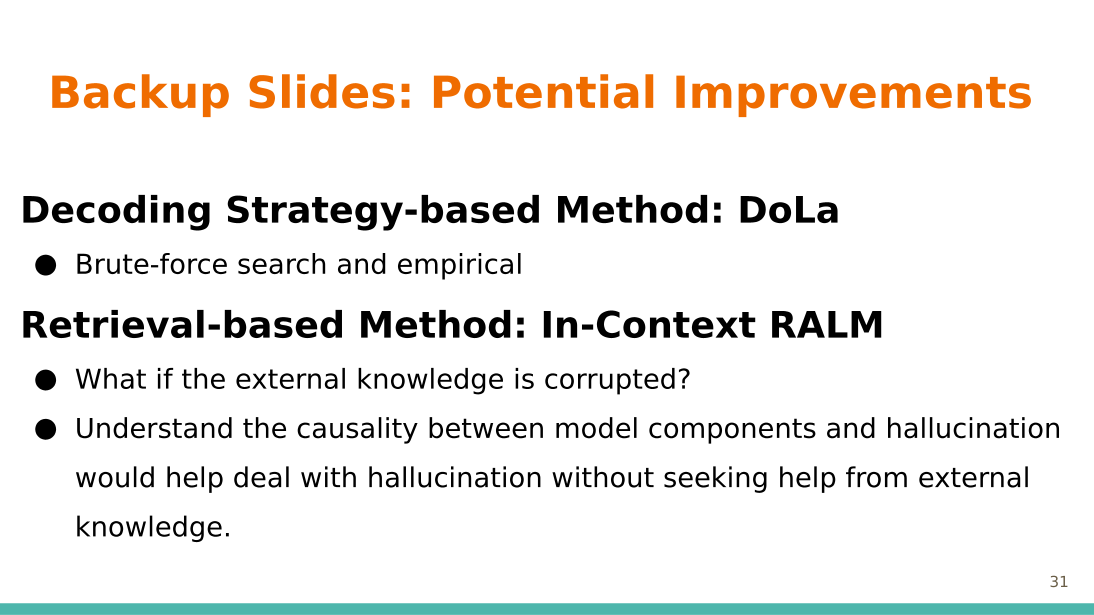 Backup Slides: Potential Improvements
Decoding Strategy-based Method: DoLa
● Brute-force search and empirical
Retrieval-based Method: In-Context RALM
● What if the external knowledge is corrupted?
● Understand the causality between model components and hallucination
would help deal with hallucination without seeking help from external
knowledge.
31